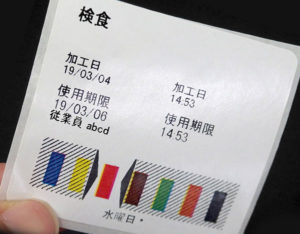 検食
加工日
19/03/04
加工日
14:53
使用期限
19/03/06
使用期限
14:53
従業員 abcd
水曜日*